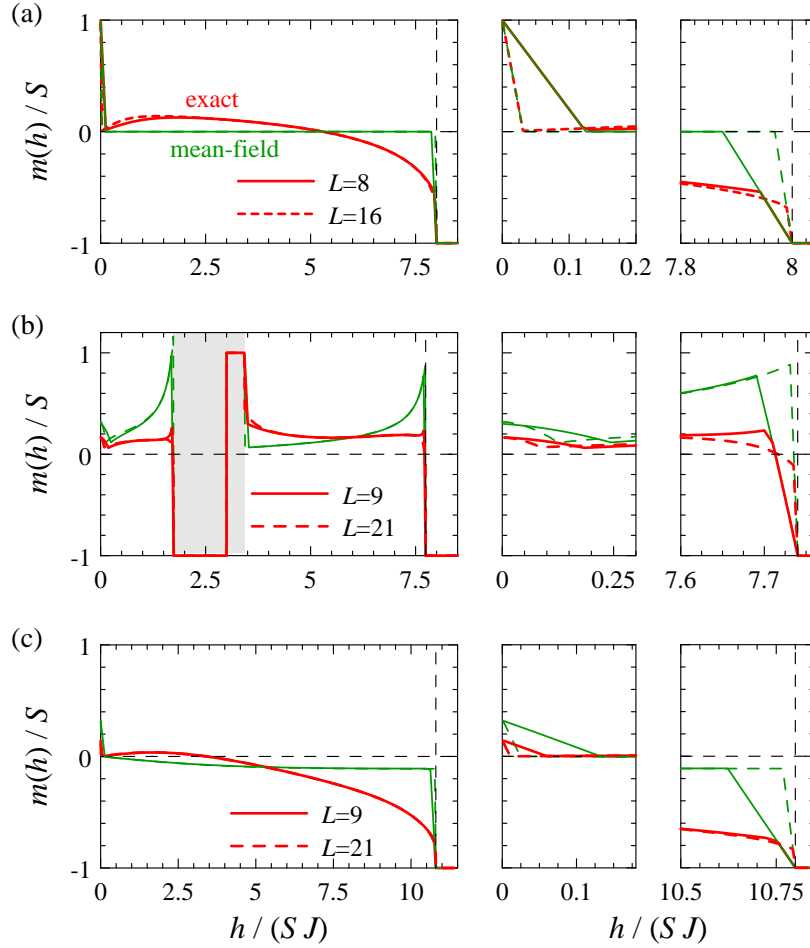 (a)
m(h) / S
1
0
-1
exact
mean-field
L=8
L=16
0 2.5 5 7.5
0 0.1 0.2
7.8 8
(b)
m(h) / S
1
0
-1
L=9
L=21
0 2.5 5 7.5
0 0.25
7.6 7.7
(c)
m(h) / S
1
0
-1
L=9
L=21
0 2.5 5 7.5 10
0 0.1
10.5 10.75
h / (S J)
h / (S J)